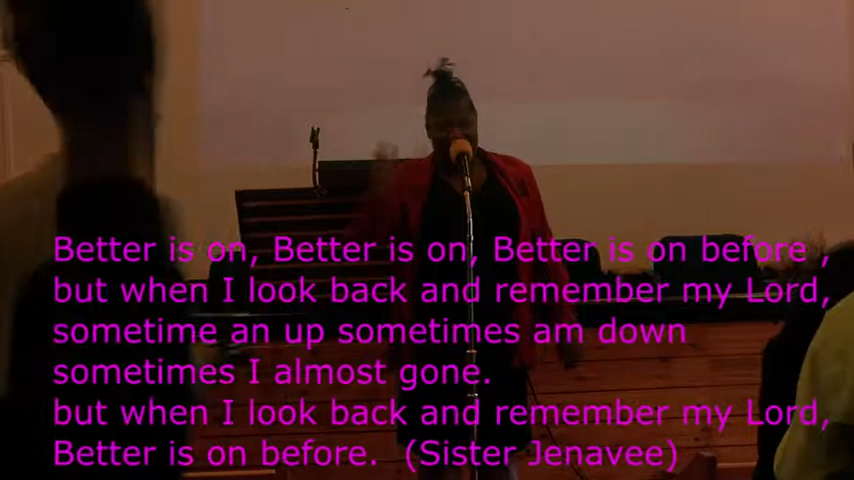 Better is on, Better is on, Better is on before ,
but when I look back and remember my Lord,
sometime an up sometimes am down
sometimes I almost gone.
but when I look back and remember my Lord,
Better is on before.  (Sister Jenavee)